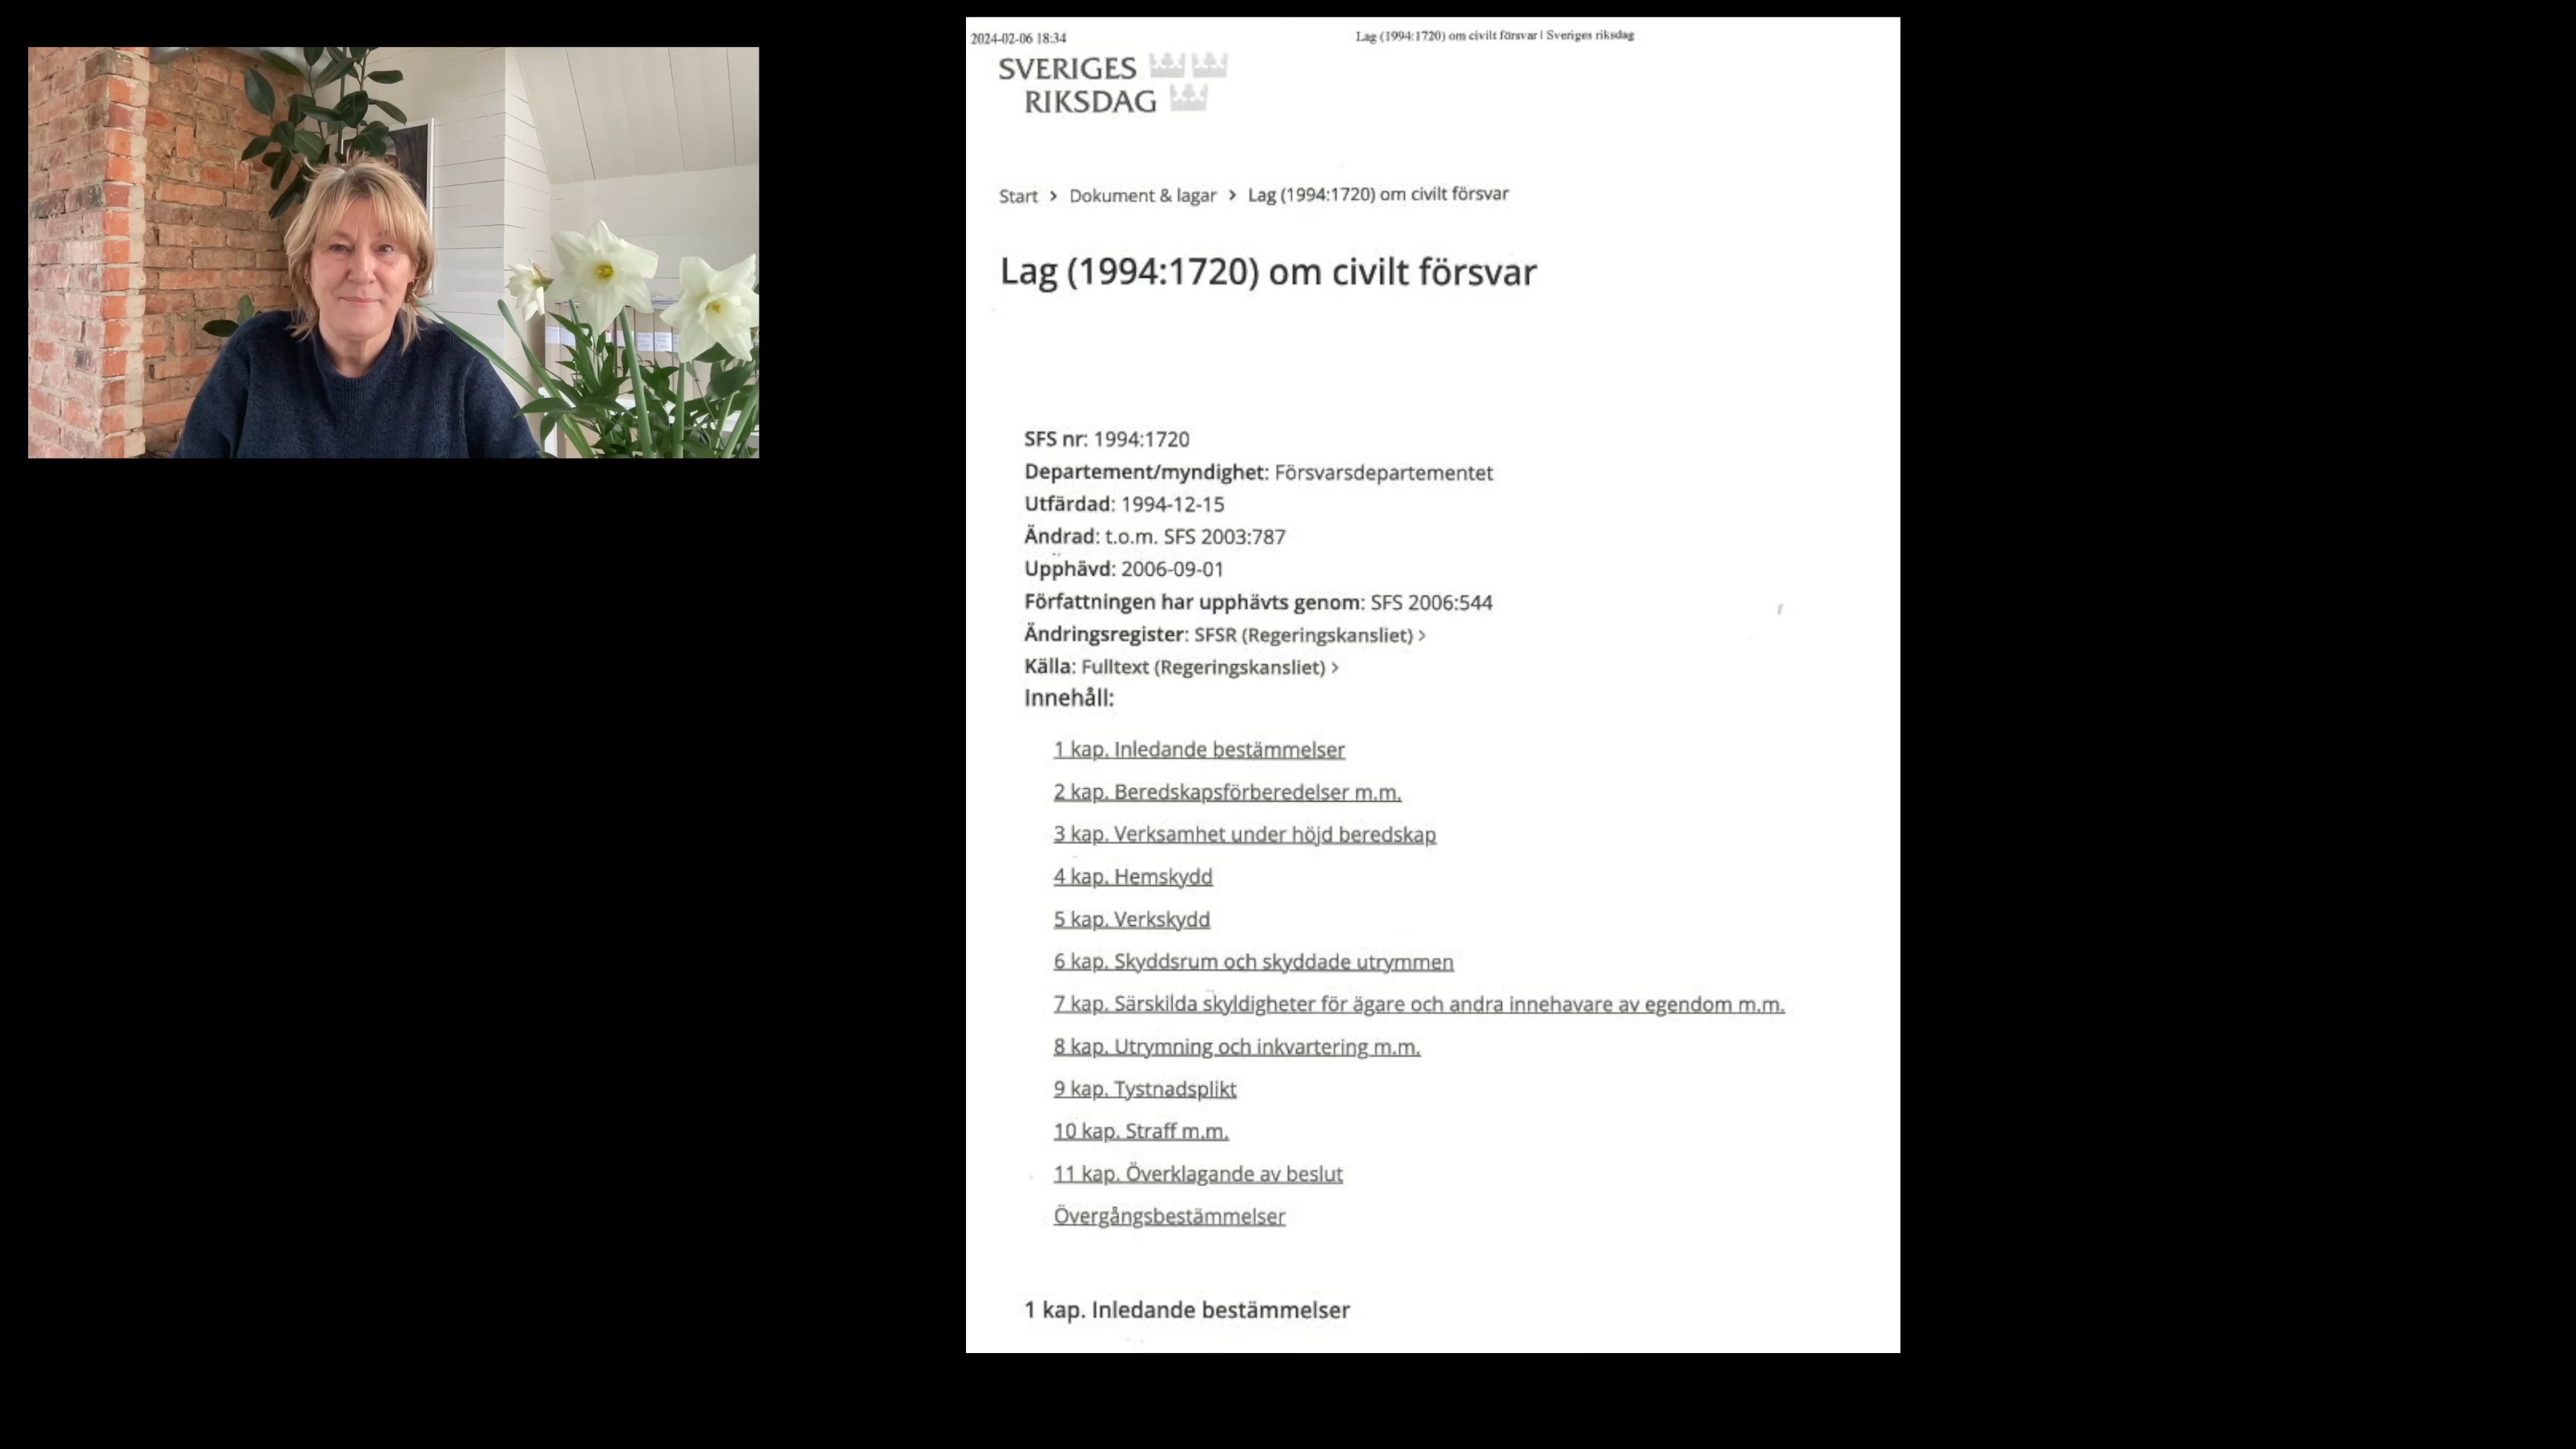 2024-02-06 18:34
Lag (1994:1720) om civilt försvar | Sveriges riksdag
SVERIGES
RIKSDAG
Start > Dokument & lagar > Lag (1994:1720) om civilt försvar
Lag (1994:1720) om civilt försvar
SFS nr: 1994:1720
Departement/myndighet: Försvarsdepartementet
Utfärdad: 1994-12-15
Ändrad: t.o.m. SFS 2003:787
Upphävd: 2006-09-01
Författningen har upphävts genom: SFS 2006:544
Ändringsregister: SFSR (Regeringskansliet) >
Källa: Fulltext (Regeringskansliet) >
Innehåll:
1 kap. Inledande bestämmelser
2 kap. Beredskapsförberedelser m.m.
3 kap. Verksamhet under höjd beredskap
4 kap. Hemskydd
5 kap. Verkskydd
6 kap. Skyddsrum och skyddade utrymmen
7 kap. Särskilda skyldigheter för ägare och andra innehavare av egendom m.m.
8 kap. Utrymning och inkvartering m.m.
9 kap. Tystnadsplikt
10 kap. Straff m.m.
11 kap. Överklagande av beslut
Övergångsbestämmelser
1 kap. Inledande bestämmelser